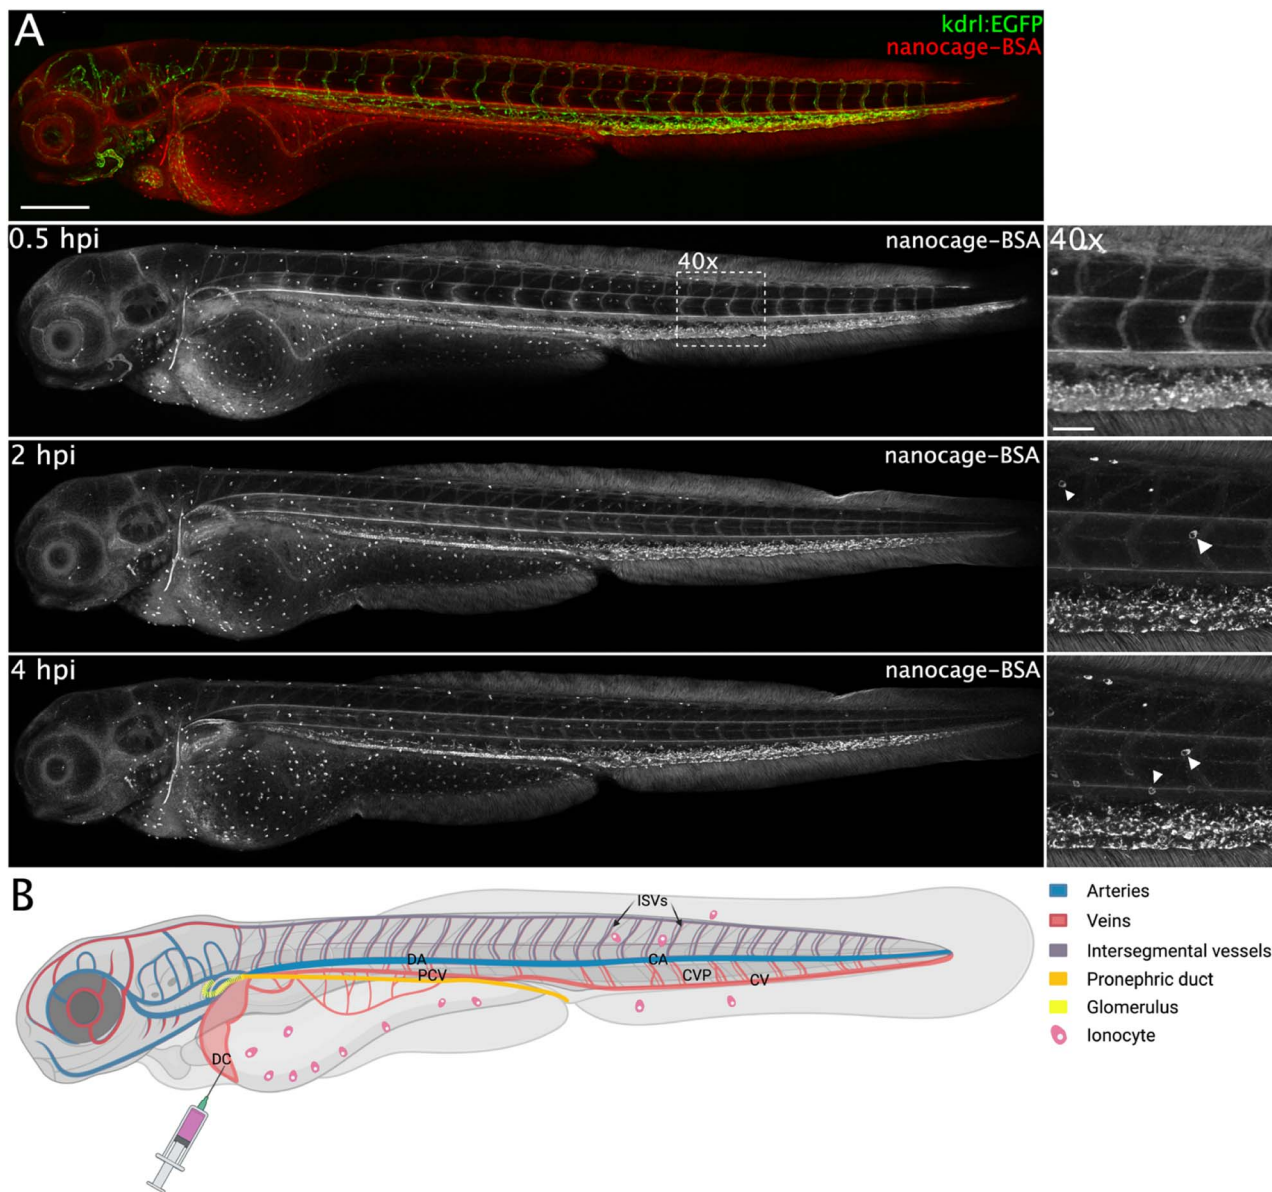 A
kdrl:EGFP
nanocage-BSA
0.5 hpi
nanocage-BSA
40x
40x
2 hpi
nanocage-BSA
4 hpi
nanocage-BSA
B
ISVs
DA
CA
PCV
CVP
CV
DC
Arteries
Veins
Intersegmental vessels
Pronephric duct
Glomerulus
Ionocyte